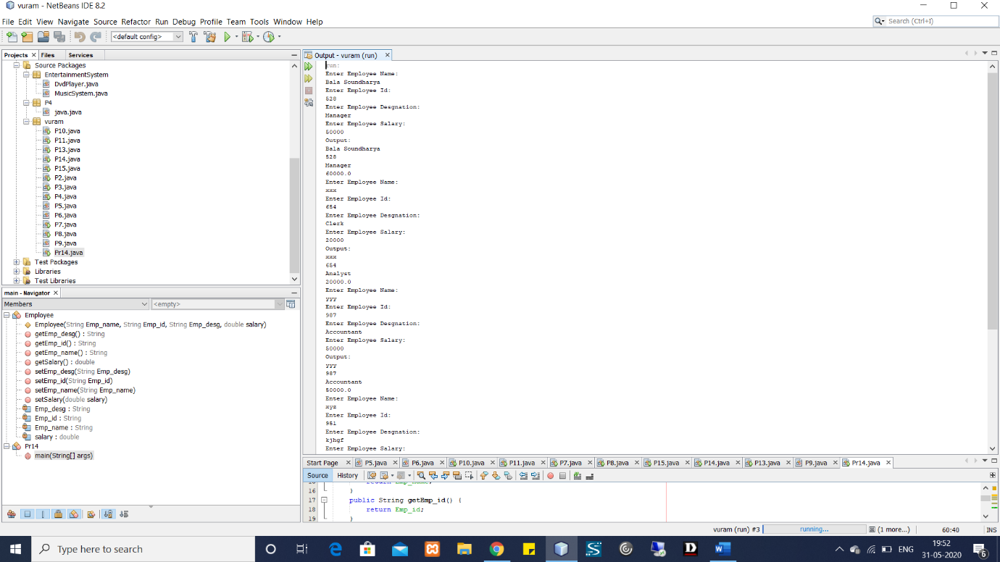 vuram - NetBeans IDE 8.2
File Edit View Navigate Source Refactor Run Debug Profile Team Tools Window Help
Search (Ctrl+I)
<default config>
Projects Files Services
Source Packages
EntertainmentSystem
DvdPlayer.java
MusicSystem.java
P4
java.java
vuram
P10.java
P11.java
P13.java
P14.java
P15.java
P2.java
P3.java
P4.java
P5.java
P6.java
P7.java
P8.java
P9.java
Pr14.java
Test Packages
Libraries
Test Libraries
main - Navigator
Members <empty>
Employee
Employee(String Emp_name, String Emp_id, String Emp_desg, double salary)
getEmp_desg() : String
getEmp_id() : String
getEmp_name() : String
getSalary() : double
setEmp_desg(String Emp_desg)
setEmp_id(String Emp_id)
setEmp_name(String Emp_name)
setSalary(double salary)
Emp_desg : String
Emp_id : String
Emp_name : String
salary : double
Pr14
main(String[] args)
Output - vuram (run)
run:
Enter Employee Name:
Bala Soundharya
Enter Employee Id:
528
Enter Employee Desgnation:
Manager
Enter Employee Salary:
50000
Output:
Bala Soundharya
528
Manager
60000.0
Enter Employee Name:
xxx
Enter Employee Id:
654
Enter Employee Desgnation:
Clerk
Enter Employee Salary:
20000
Output:
xxx
654
Analyst
20000.0
Enter Employee Name:
yyy
Enter Employee Id:
987
Enter Employee Desgnation:
Accountant
Enter Employee Salary:
50000
Output:
yyy
987
Accountant
50000.0
Enter Employee Name:
xyz
Enter Employee Id:
951
Enter Employee Desgnation:
kjhgf
Enter Employee Salary:
Start Page P5.java P6.java P10.java P11.java P7.java P8.java P15.java P14.java P13.java P9.java Pr14.java
Source History
15 return Emp_name;
16 }
17 public String getEmp_id() {
18 return Emp_id;
19 }
vuram (run) #3 running... (1 more...) 60:40 INS
Type here to search
ENG
19:52
31-05-2020
6